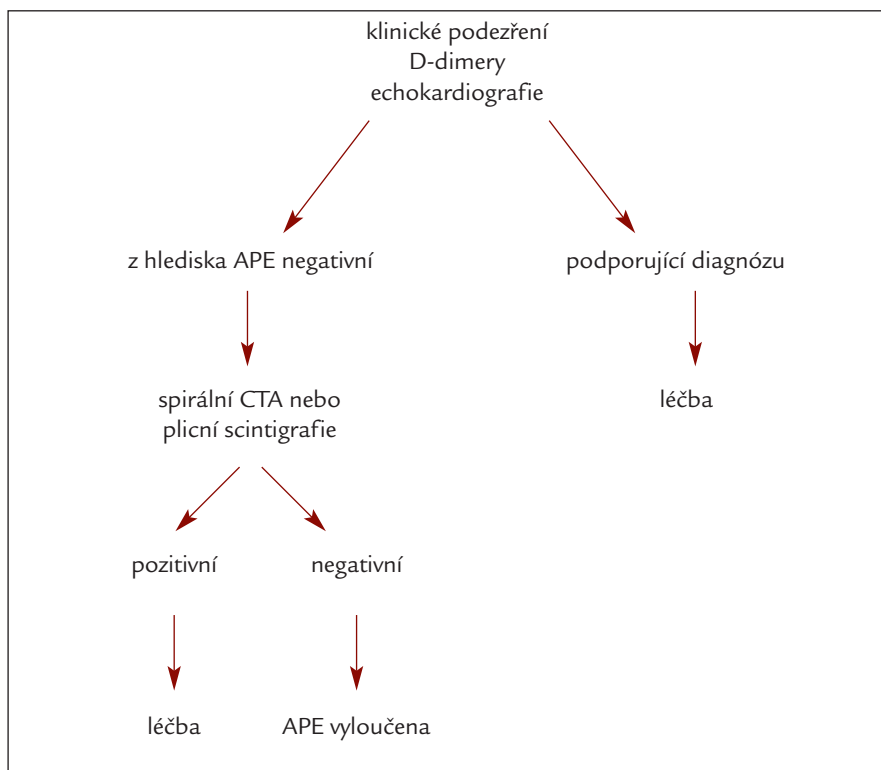 klinické podezření
D-dimery
echokardiografie
z hlediska APE negativní
podporující diagnózu
spirální CTA nebo
plicní scintigrafie
léčba
pozitivní
negativní
léčba
APE vyloučena